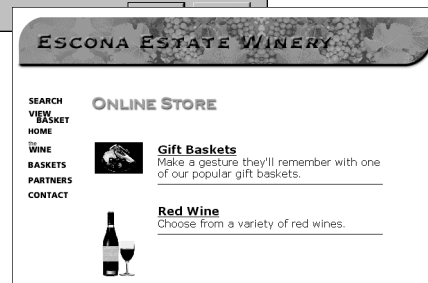 ESCONA ESTATE WINERY
SEARCH
VIEW
BASKET
HOME
The
WINE
BASKETS
PARTNERS
CONTACT
ONLINE STORE
Gift Baskets
Make a gesture they'll remember with one
of our popular gift baskets.
Red Wine
Choose from a variety of red wines.